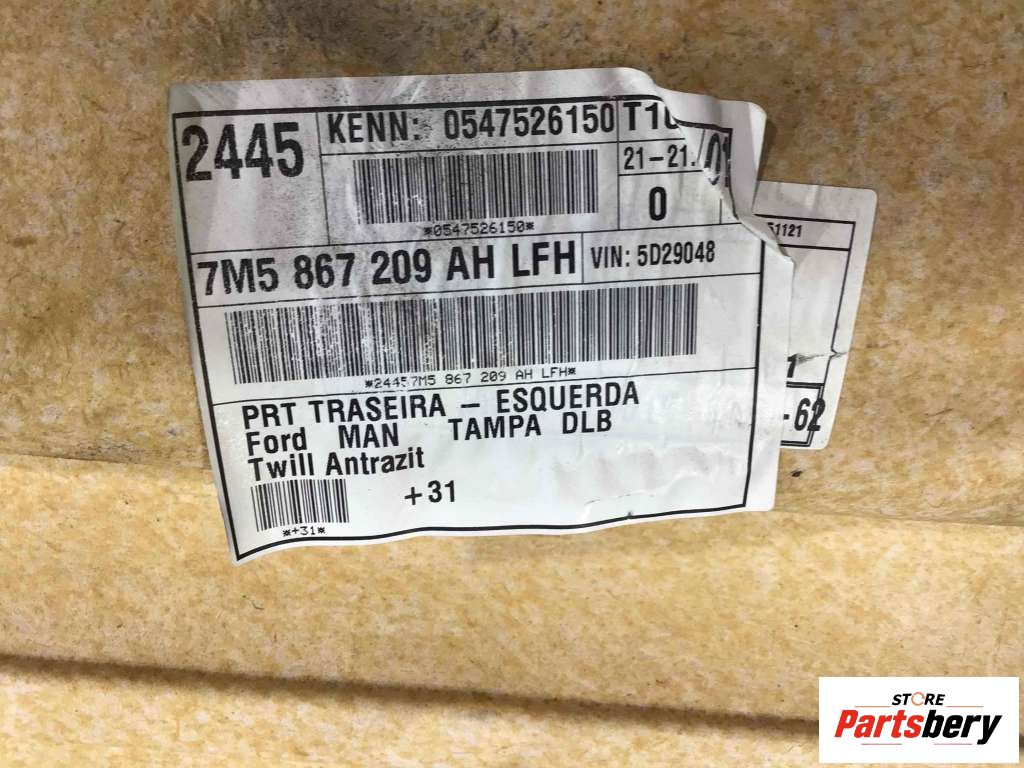 2445
KENN: 0547526150
*0547526150*
21-21.
0
7M5 867 209 AH LFH
VIN: 5D29048
*24457M5 867 209 AH LFH*
PRT TRASEIRA - ESQUERDA
Ford MAN TAMPA DLB
Twill Antrazit
+31
*+31*
STORE
Partsbery